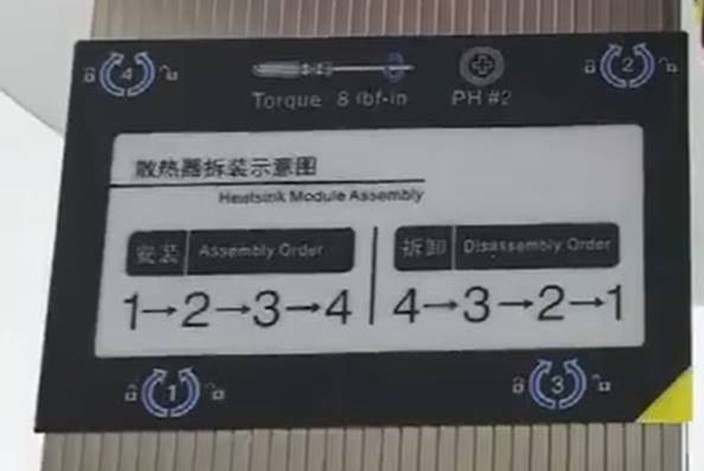 4
2
Torque 8 lbf-in PH #2
散热器拆装示意图
Heatsink Module Assembly
安装 Assembly Order
拆卸 Disassembly Order
1→2→3→4
4→3→2→1
1
3